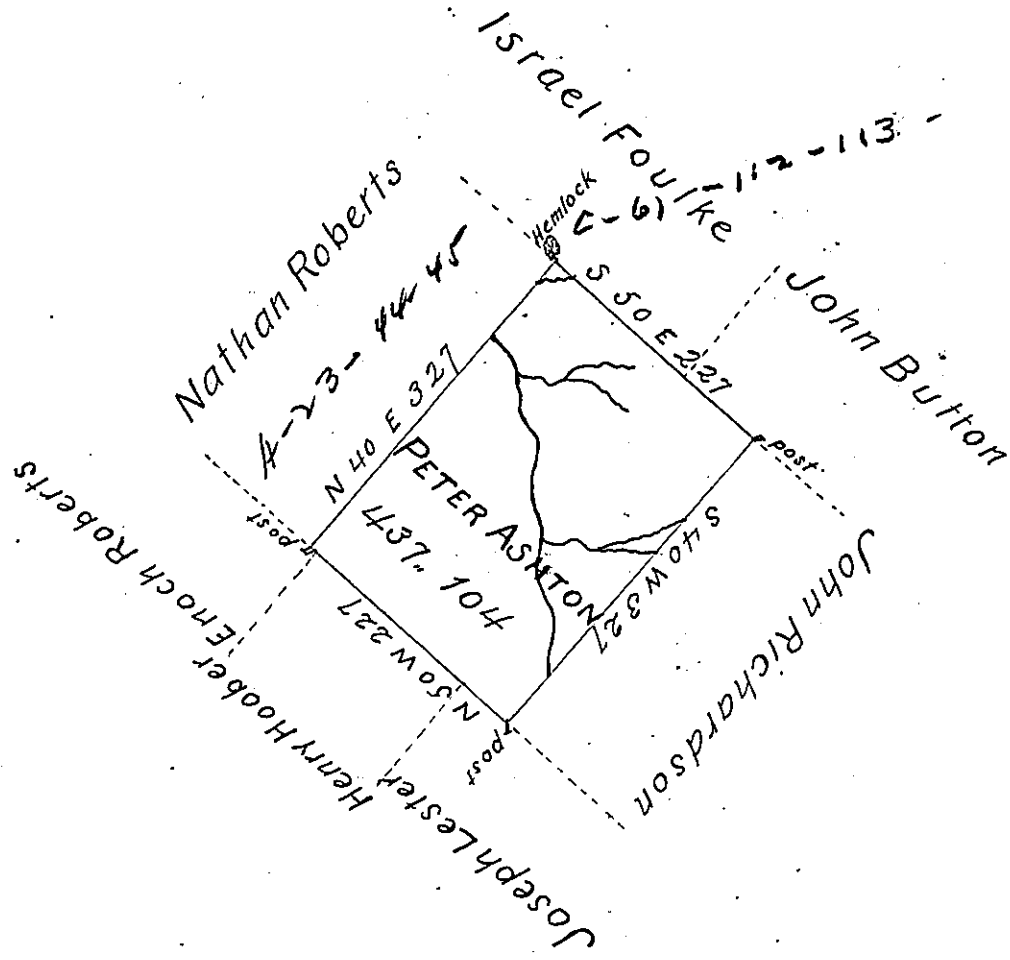 Israel Foulke
C-61-112-113-
Hemlock
Nathan Roberts
A-23-44-45
S 50 E 227
John Button
N 40 E 327
post
PETER ASHTON
437" 104
S 40 W 327
post
Enoch Roberts
John Richardson
N 50 W 227
Henry Hoober
post
Joseph Lester